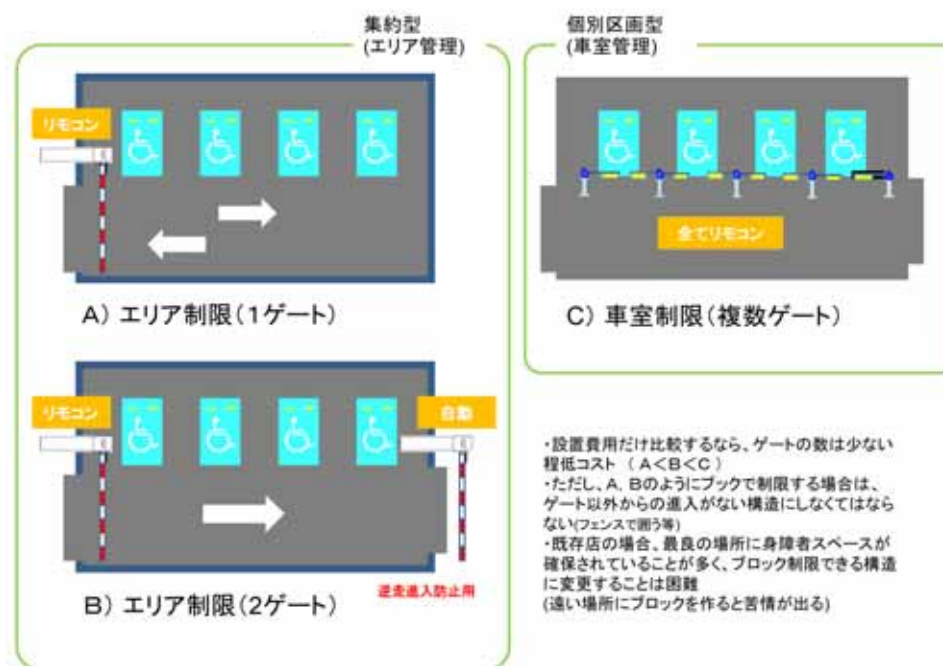 集約型
(エリア管理)
リモコン
A) エリア制限(1ゲート)
リモコン
自動
逆走進入防止用
B) エリア制限(2ゲート)
個別区画型
(車室管理)
全てリモコン
C) 車室制限(複数ゲート)
・設置費用だけ比較するなら、ゲートの数は少ない
程低コスト ( A<B<C )
・ただし、A, Bのようにブックで制限する場合は、
ゲート以外からの進入がない構造にしなくてはなら
ない(フェンスで囲う等)
・既存店の場合、最良の場所に身障者スペースが
確保されていることが多く、ブロック制限できる構造
に変更することは困難
(遠い場所にブロックを作ると苦情が出る)